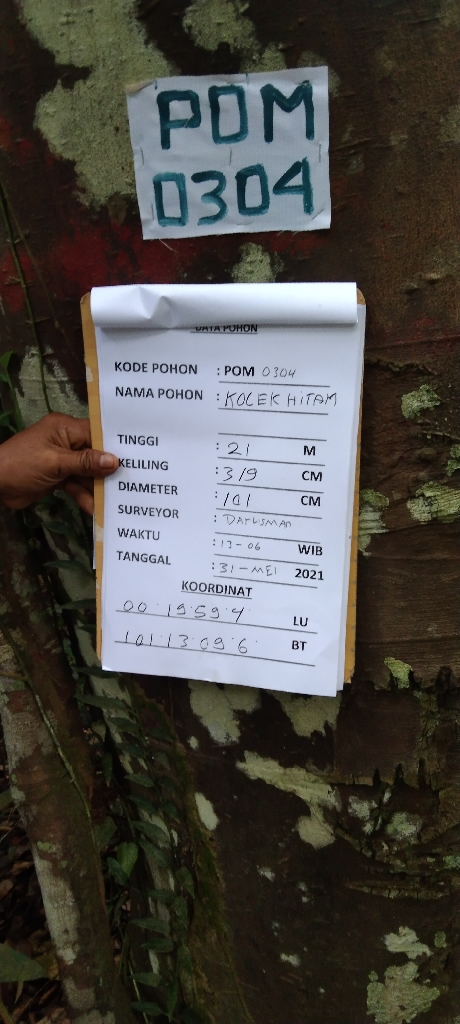 POM
0304
DATA POHON
KODE POHON : POM 0304
NAMA POHON : KOLEK HITAM
TINGGI : 21 M
KELILING : 319 CM
DIAMETER : 101 CM
SURVEYOR : DARUSMAN
WAKTU : 13-06 WIB
TANGGAL : 31-MEI 2021
KOORDINAT
00.19.59.4 LU
101.13.09.6 BT